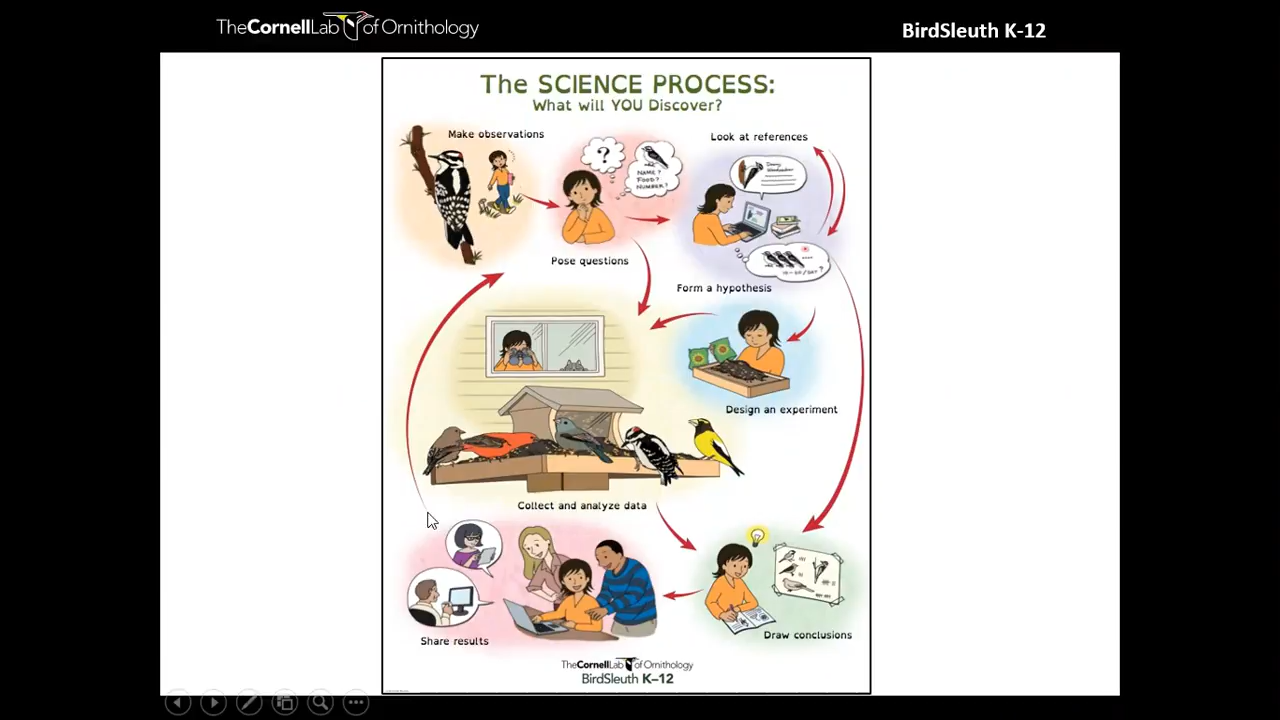 TheCornellLab of Ornithology
BirdSleuth K-12
The SCIENCE PROCESS:
What will YOU Discover?
Make observations
Look at references
?
NAME?
FOOD?
NUMBER?
Pose questions
Form a hypothesis
Design an experiment
Collect and analyze data
Share results
Draw conclusions
TheCornellLab of Ornithology
BirdSleuth K–12